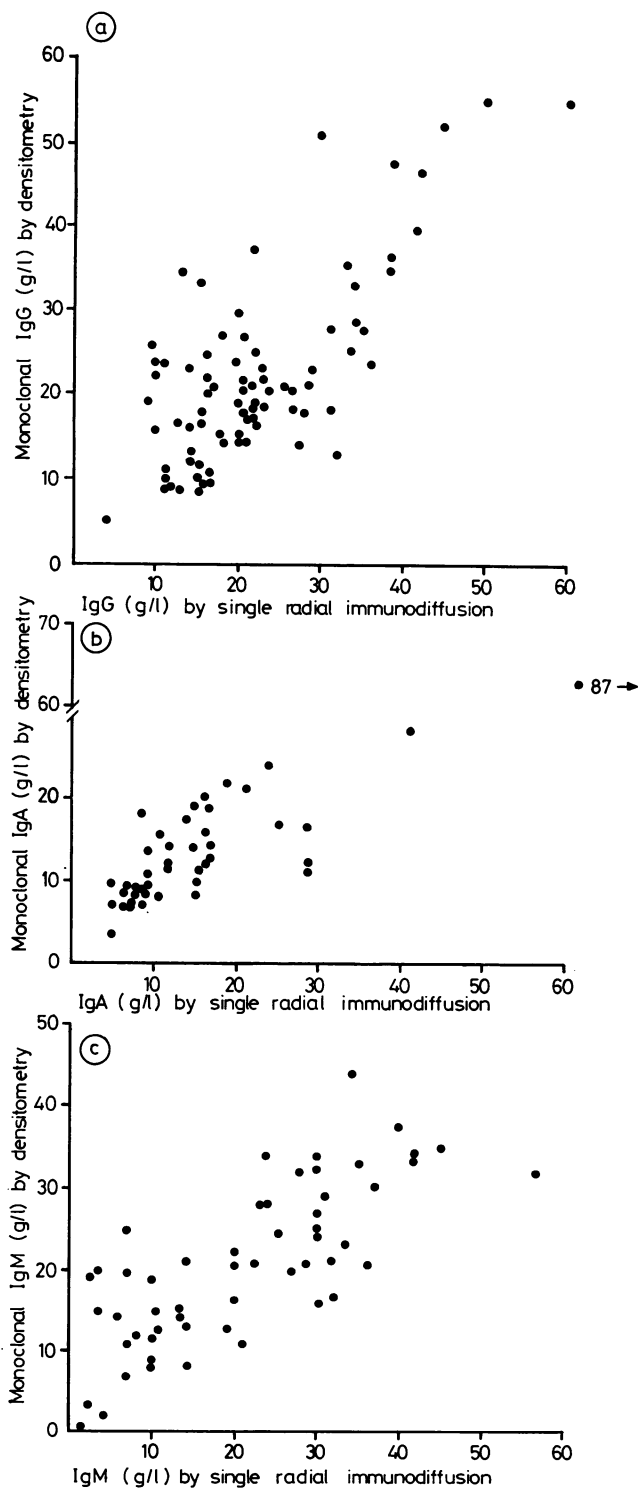 a
60
50
40
30
20
10
0
Monoclonal IgG (g/l) by densitometry
10 20 30 40 50 60
IgG (g/l) by single radial immunodiffusion
b
70
60
20
10
0
Monoclonal IgA (g/l) by densitometry
87 →
10 20 30 40 50 60
IgA (g/l) by single radial immunodiffusion
c
50
40
30
20
10
0
Monoclonal IgM (g/l) by densitometry
10 20 30 40 50 60
IgM (g/l) by single radial immunodiffusion